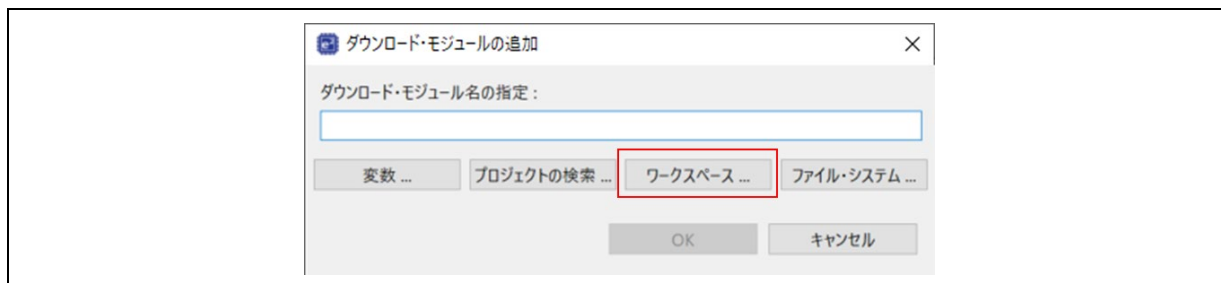 ダウンロード・モジュールの追加
ダウンロード・モジュール名の指定 :
変数 ... プロジェクトの検索 ... ワークスペース ... ファイル・システム ...
OK キャンセル